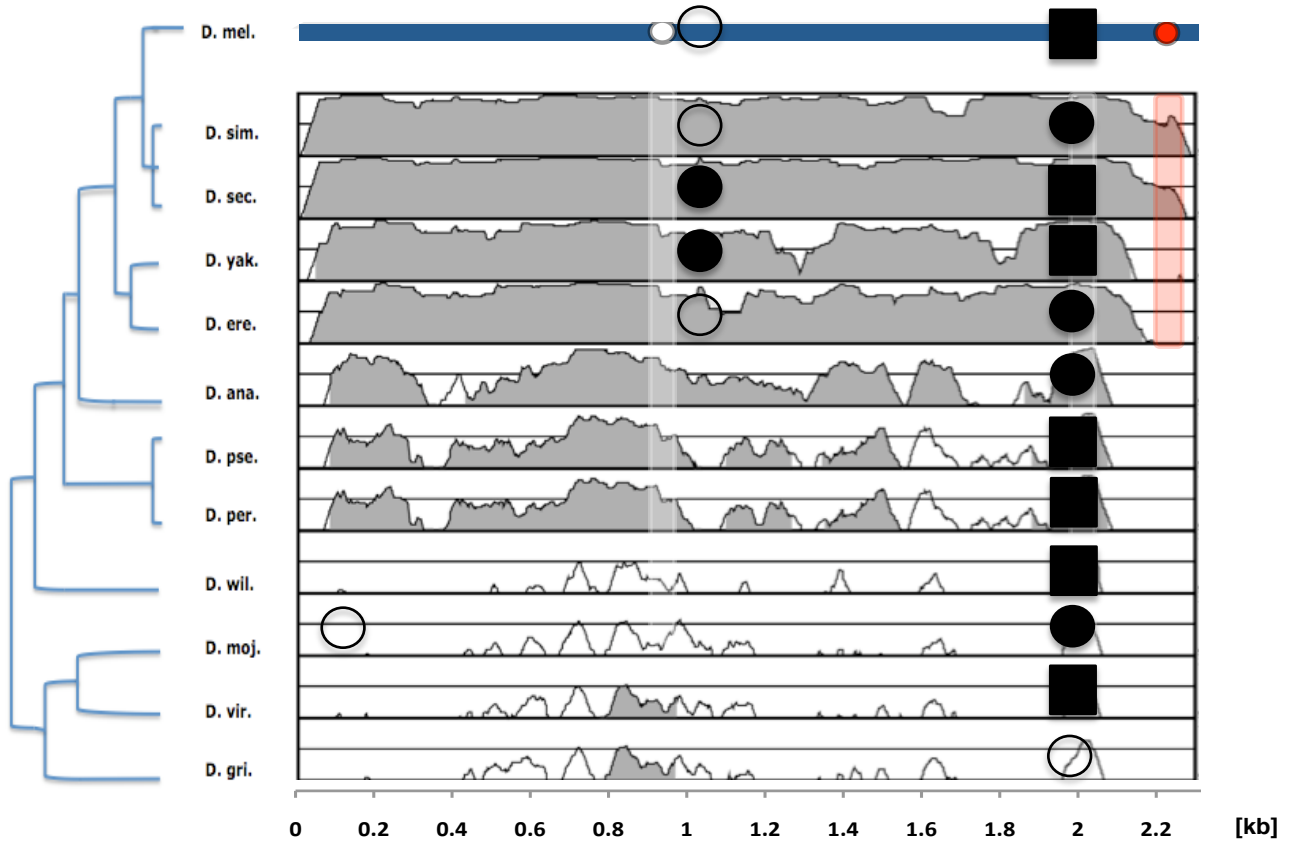 D. mel.
D. sim.
D. sec.
D. yak.
D. ere.
D. ana.
D. pse.
D. per.
D. wil.
D. moj.
D. vir.
D. gri.
0 0.2 0.4 0.6 0.8 1 1.2 1.4 1.6 1.8 2 2.2 [kb]